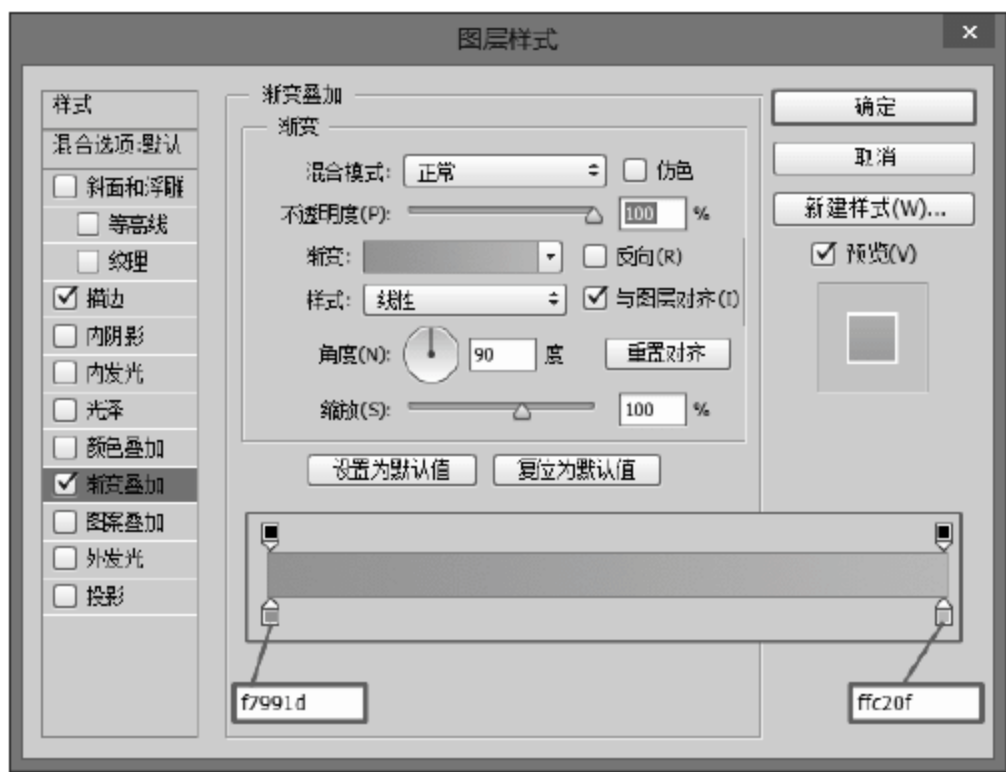 图层样式
样式
混合选项:默认
斜面和浮雕
等高线
纹理
描边
内阴影
内发光
光泽
颜色叠加
渐变叠加
图案叠加
外发光
投影
渐变叠加
渐变
混合模式: 正常 仿色
不透明度(P): 100 %
渐变: 反向(R)
样式: 线性 与图层对齐(I)
角度(N): 90 度 重置对齐
缩放(S): 100 %
设置为默认值 复位为默认值
f7991d
ffc20f
确定
取消
新建样式(W)...
预览(V)